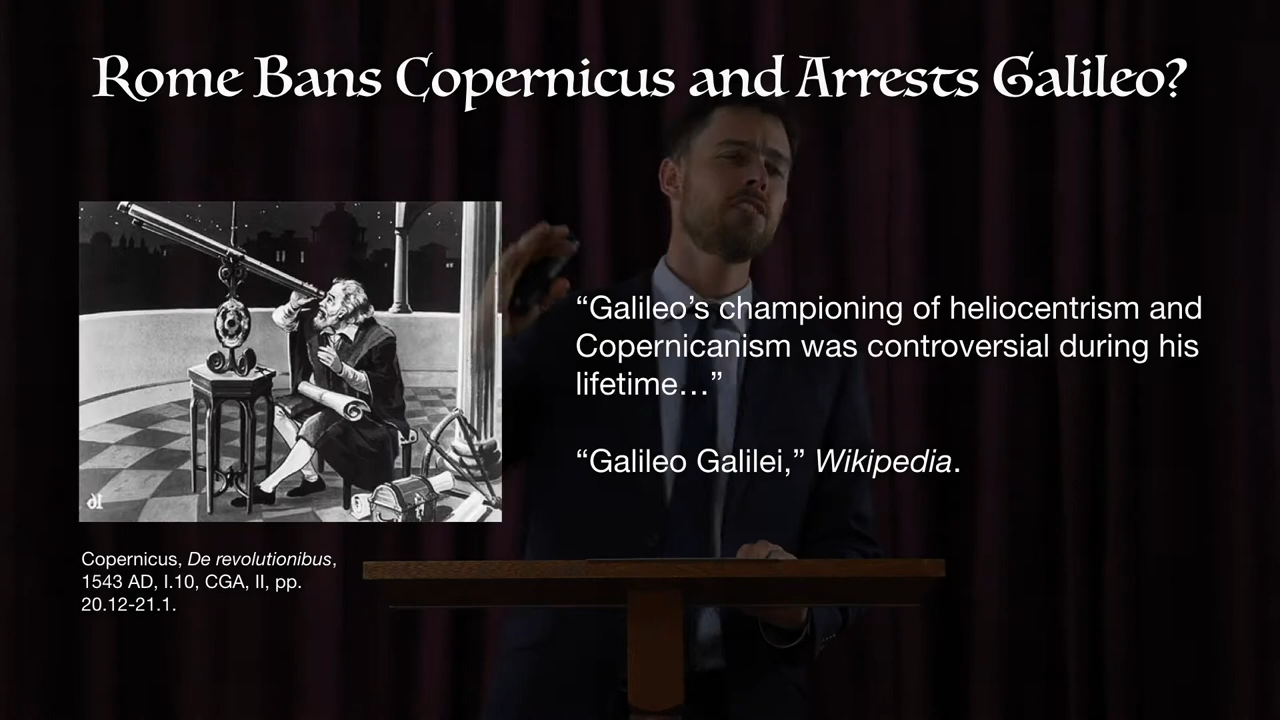 Rome Bans Copernicus and Arrests Galileo?
“Galileo’s championing of heliocentrism and
Copernicanism was controversial during his
lifetime…”
“Galileo Galilei,” Wikipedia.
Copernicus, De revolutionibus,
1543 AD, I.10, CGA, II, pp.
20.12-21.1.